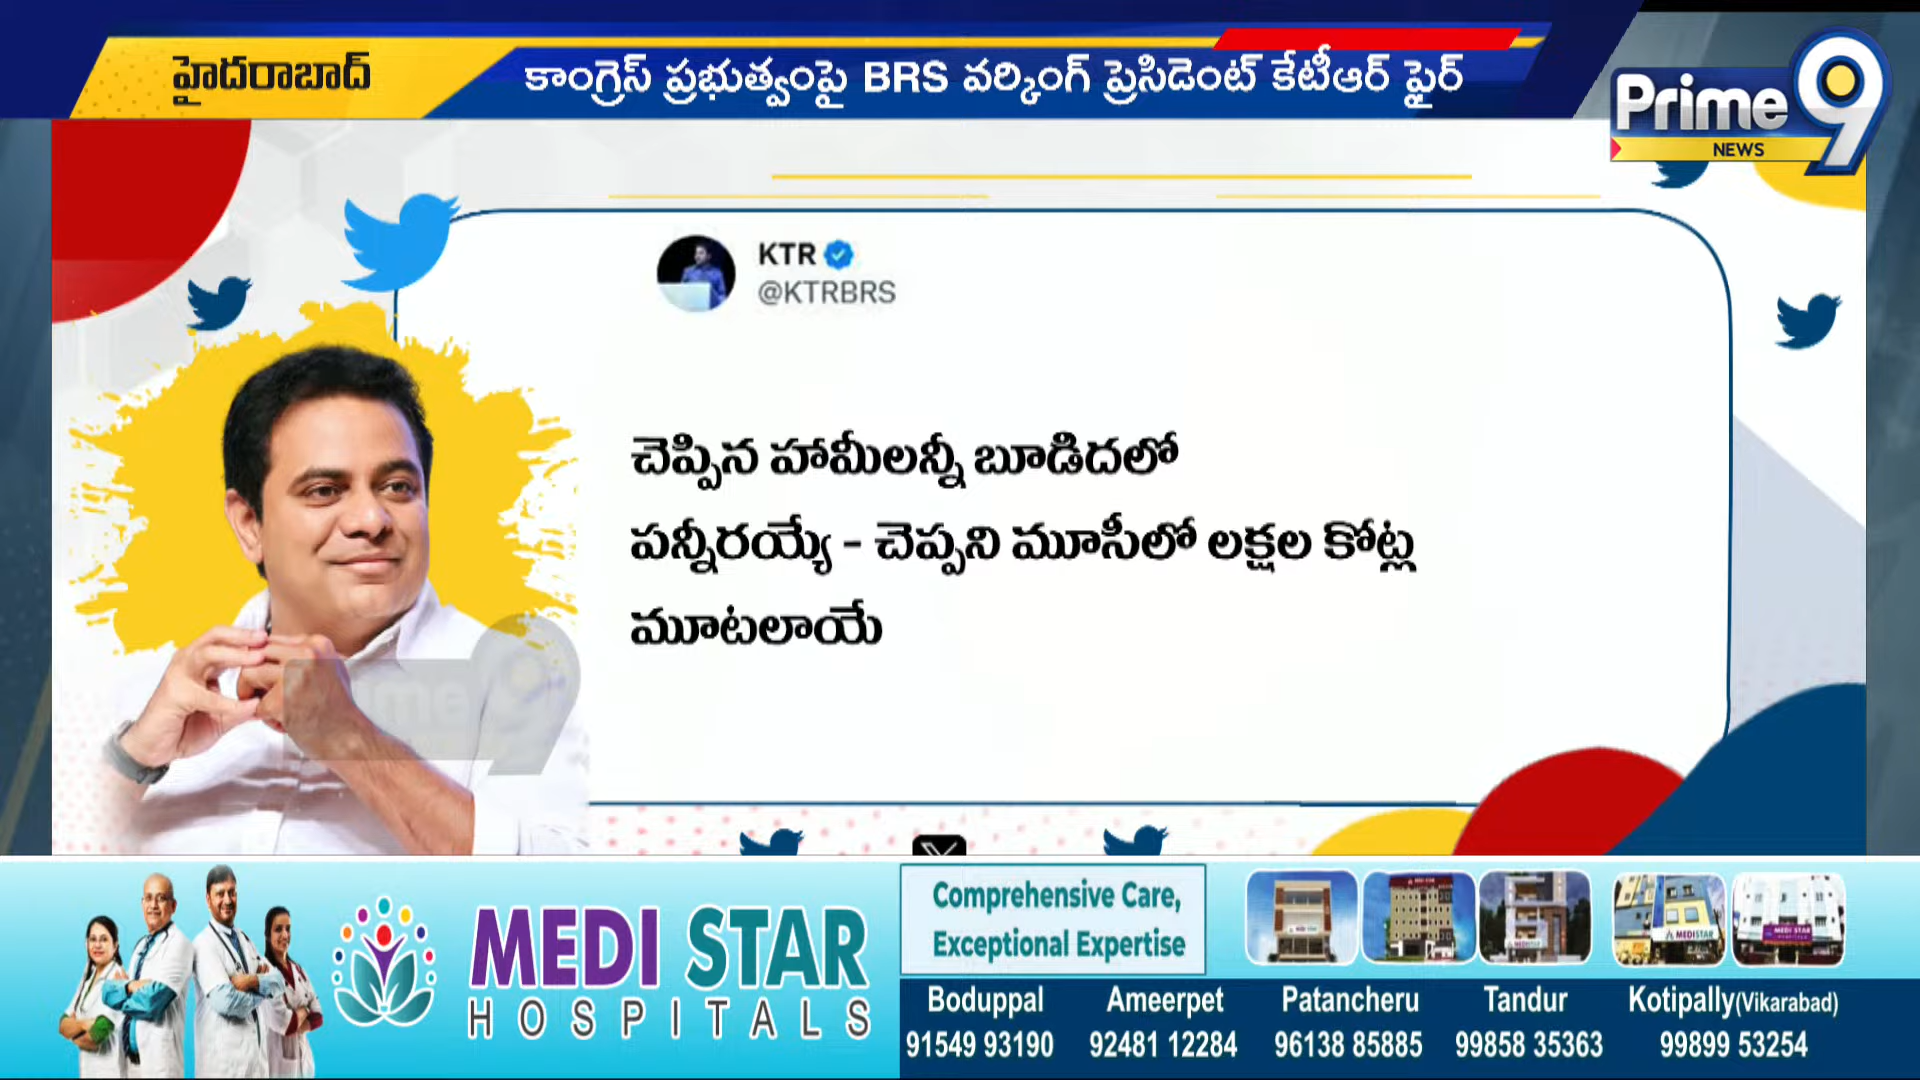 హైదరాబాద్
కాంగ్రెస్ ప్రభుత్వంపై BRS వర్కింగ్ ప్రెసిడెంట్ కేటీఆర్ ఫైర్
Prime9
NEWS
KTR
@KTRBRS
చెప్పిన హామీలన్నీ బూడిదలో
పన్నీరయ్యే - చెప్పని మూసీలో లక్షల కోట్ల
మూటలాయే
MEDI STAR
HOSPITALS
Comprehensive Care,
Exceptional Expertise
Boduppal
91549 93190
Ameerpet
92481 12284
Patancheru
96138 85885
Tandur
99858 35363
Kotipally(Vikarabad)
99899 53254